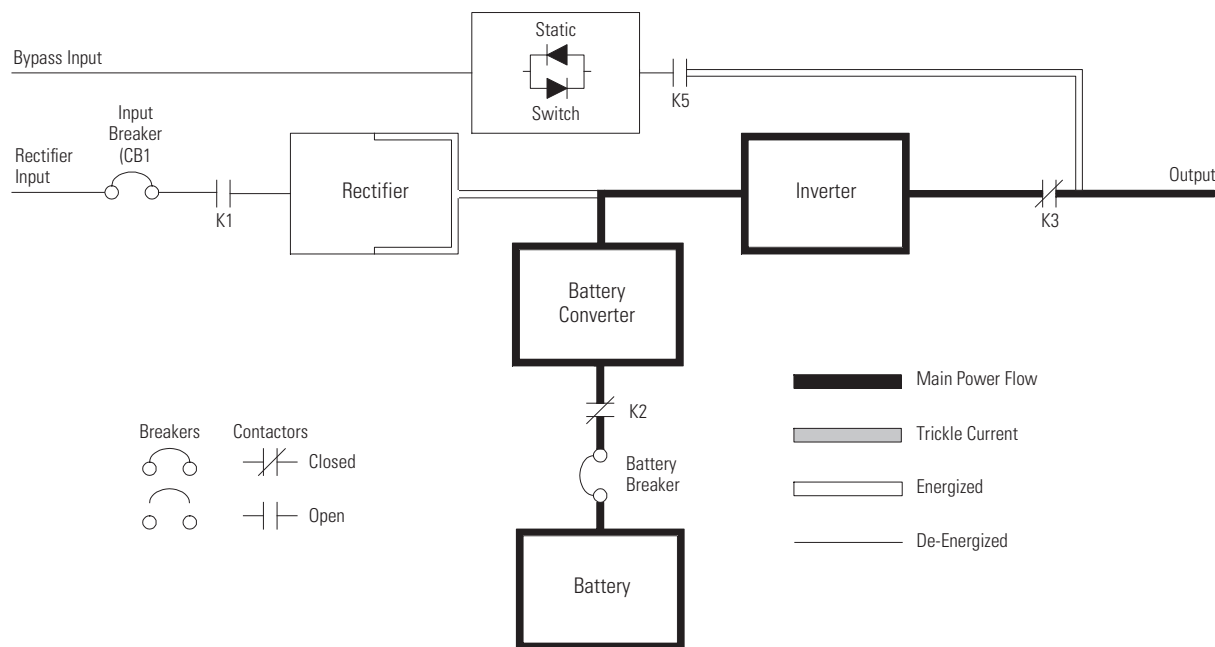 Bypass Input
Static
Switch
K5
Input
Breaker
(CB1
Rectifier
Input
K1
Rectifier
Inverter
K3
Output
Battery
Converter
K2
Battery
Breaker
Battery
Breakers
Contactors
Closed
Open
Main Power Flow
Trickle Current
Energized
De-Energized